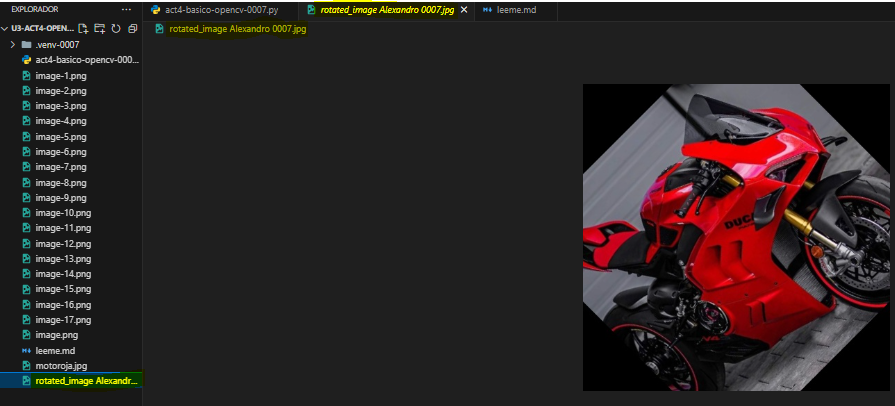 EXPLORADOR ···
act4-basico-opencv-0007.py
rotated_image Alexandro 0007.jpg
leeme.md
U3-ACT4-OPEN...
rotated_image Alexandro 0007.jpg
.venv-0007
act4-basico-opencv-000...
image-1.png
image-2.png
image-3.png
image-4.png
image-5.png
image-6.png
image-7.png
image-8.png
image-9.png
image-10.png
image-11.png
image-12.png
image-13.png
image-14.png
image-15.png
image-16.png
image-17.png
image.png
leeme.md
motoroja.jpg
rotated_image Alexandr...